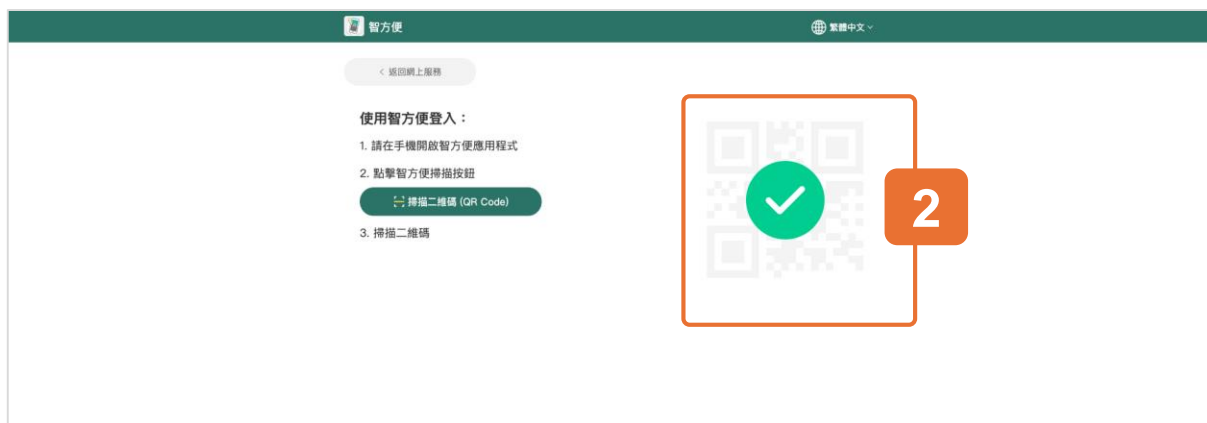 智方便
繁體中文
< 返回網上服務
使用智方便登入：
1. 請在手機開啟智方便應用程式
2. 點擊智方便掃描按鈕
掃描二維碼 (QR Code)
3. 掃描二維碼
2